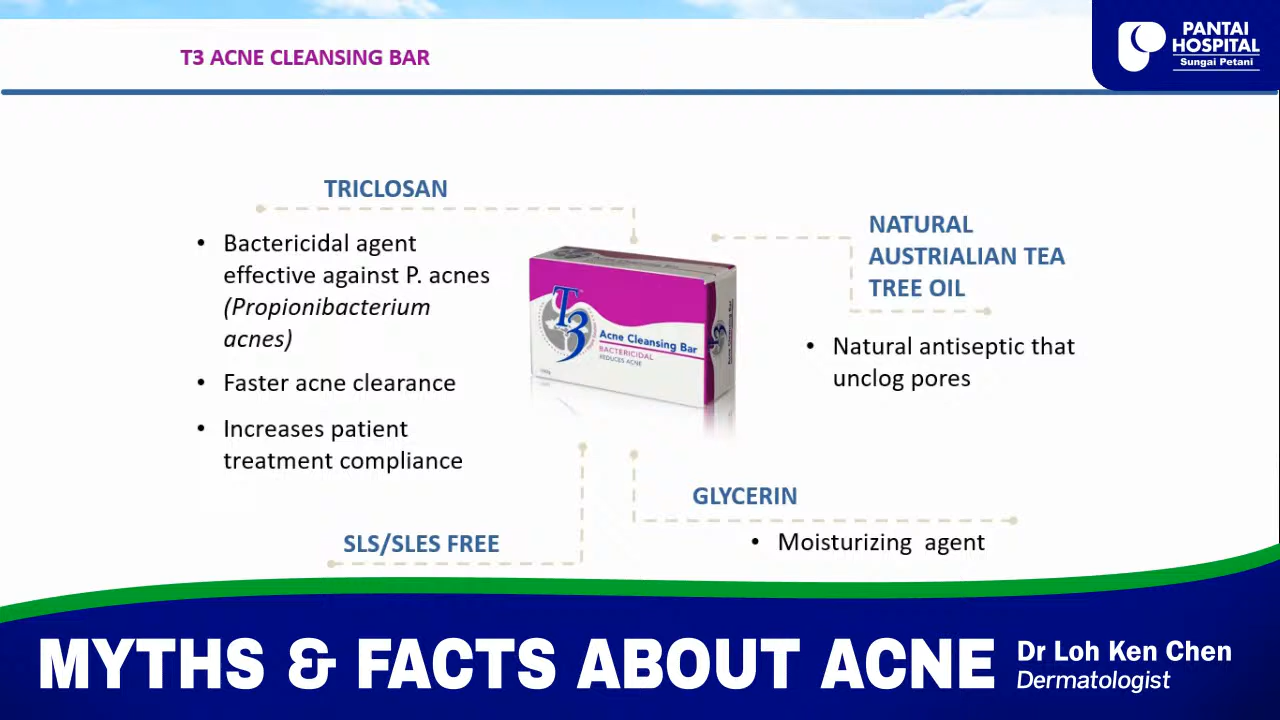 T3 ACNE CLEANSING BAR
PANTAI
HOSPITAL
Sungai Petani
TRICLOSAN
• Bactericidal agent
effective against P. acnes
(Propionibacterium
acnes)
• Faster acne clearance
• Increases patient
treatment compliance
NATURAL
AUSTRIALIAN TEA
TREE OIL
• Natural antiseptic that
unclog pores
T3
Acne Cleansing Bar
BACTERICIDAL
REDUCES ACNE
GLYCERIN
• Moisturizing agent
SLS/SLES FREE
MYTHS & FACTS ABOUT ACNE
Dr Loh Ken Chen
Dermatologist